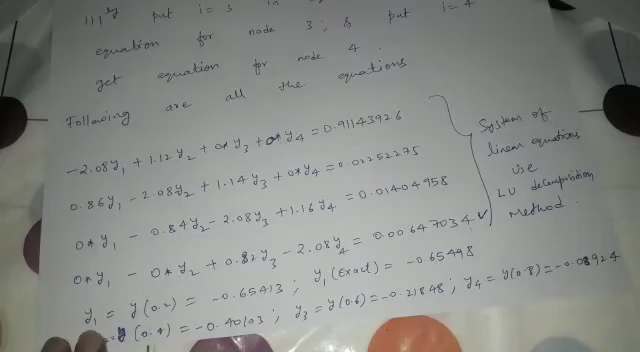 lllly put i = 3 in
equation for node 3, & put i = 4
get equation for node 4.
Following are all the equations
-2.08y1 + 1.12y2 + 0*y3 + 0*y4 = 0.91143926
0.86y1 - 2.08y2 + 1.14y3 + 0*y4 = 0.02252275
0*y1 - 0.84y2 - 2.08y3 + 1.16y4 = 0.01404958
0*y1 - 0*y2 + 0.82y3 - 2.08y4 = 0.00647034 ✓
System of
linear equations
use
LU decomposition
Method.
y1 = y(0.2) = -0.65413 ; y1(Exact) = -0.65498
= y(0.4) = -0.40103 ; y3 = y(0.6) = -0.21848 ; y4 = y(0.8) = -0.08924